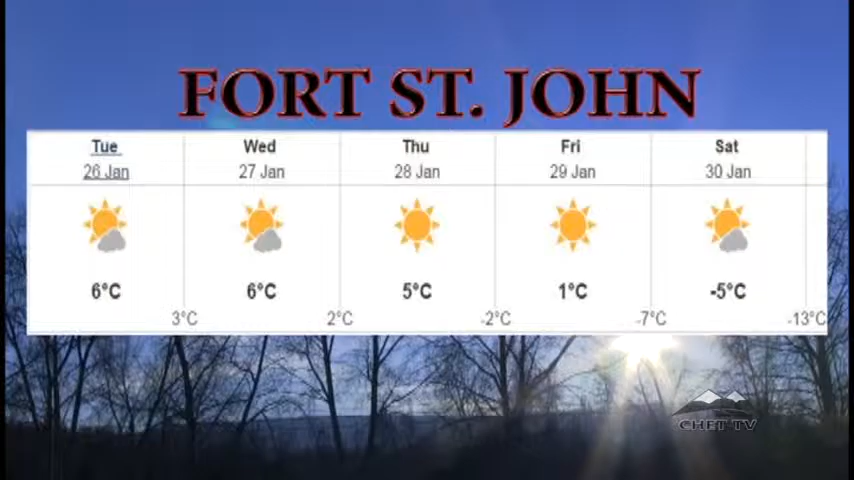 FORT ST. JOHN
Tue Wed Thu Fri Sat
26 Jan 27 Jan 28 Jan 29 Jan 30 Jan
6°C 6°C 5°C 1°C -5°C
3°C 2°C -2°C -7°C -13°C
CHET TV